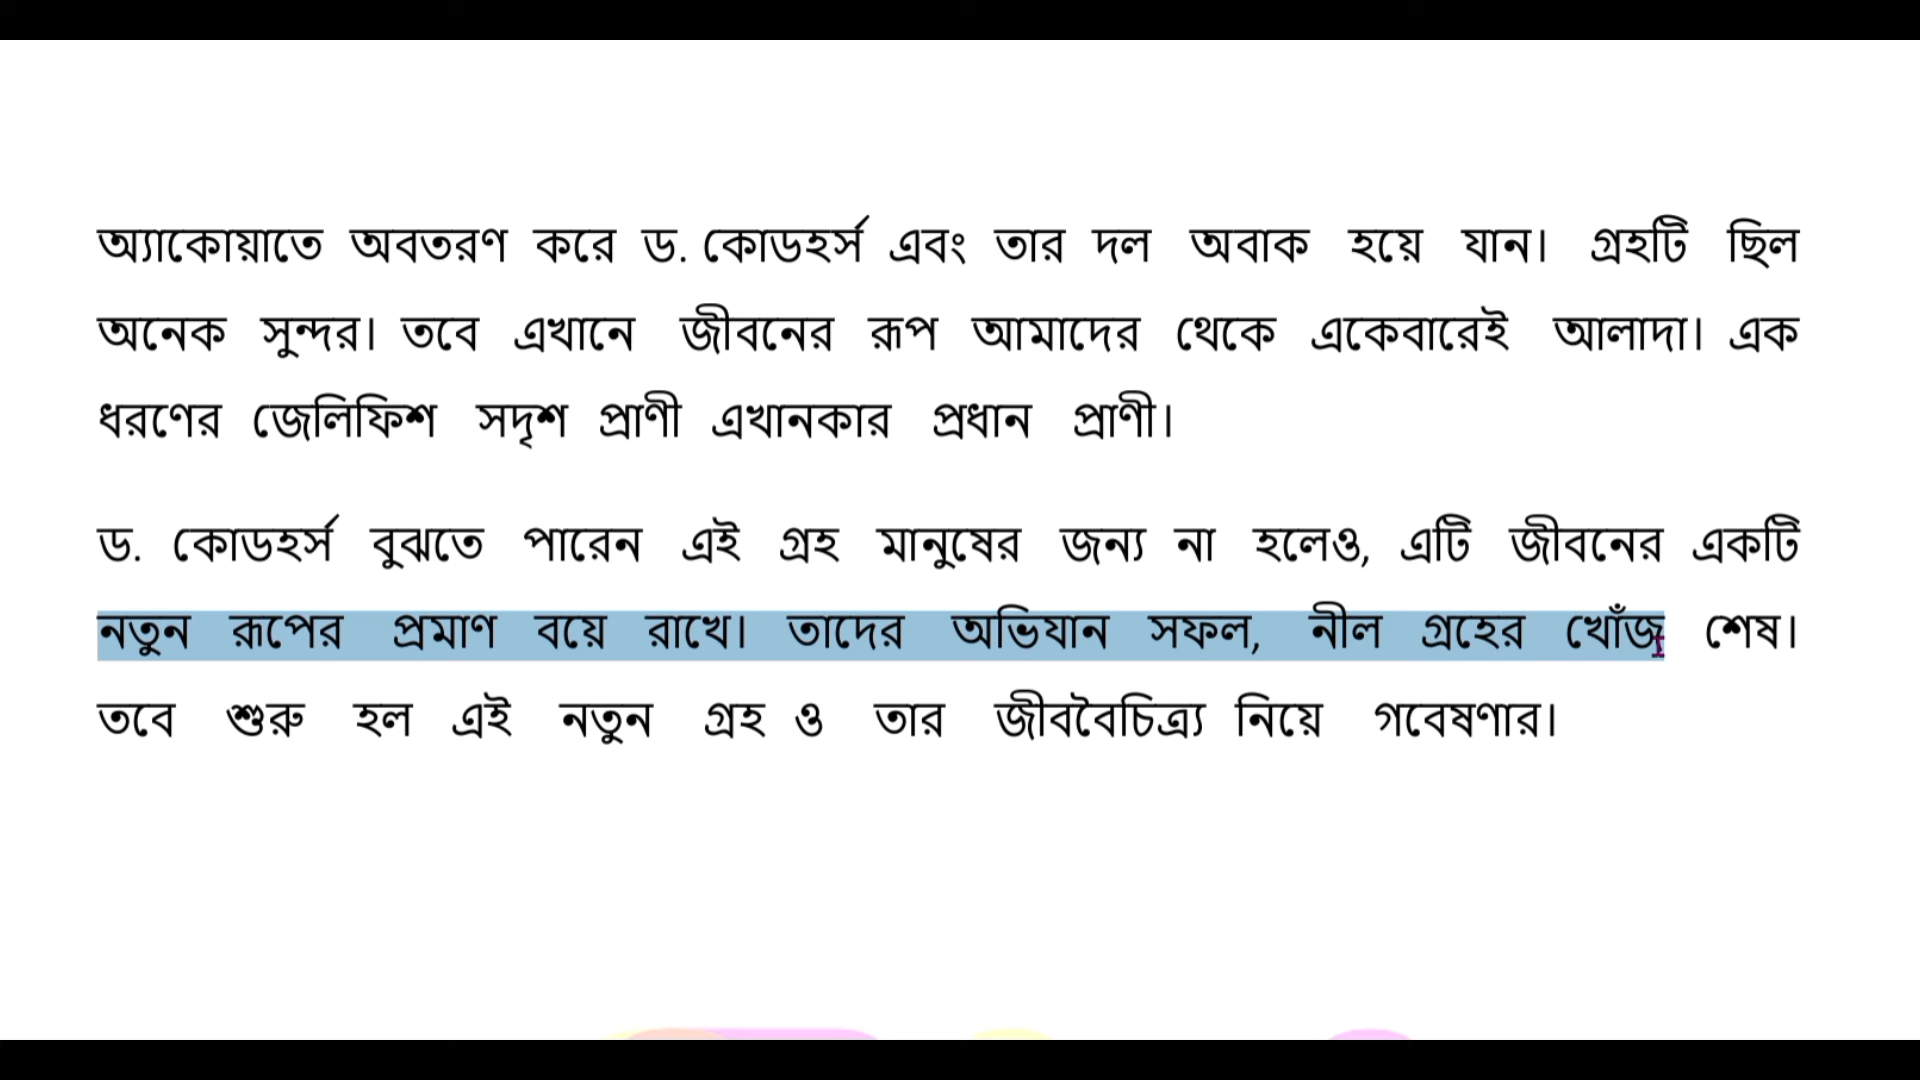 অ্যাকোয়াতে অবতরণ করে ড. কোডহর্স এবং তার দল অবাক হয়ে যান। গ্রহটি ছিল
অনেক সুন্দর। তবে এখানে জীবনের রূপ আমাদের থেকে একেবারেই আলাদা। এক
ধরণের জেলিফিশ সদৃশ প্রাণী এখানকার প্রধান প্রাণী।
ড. কোডহর্স বুঝতে পারেন এই গ্রহ মানুষের জন্য না হলেও, এটি জীবনের একটি
নতুন রূপের প্রমাণ বয়ে রাখে। তাদের অভিযান সফল, নীল গ্রহের খোঁজ শেষ।
তবে শুরু হল এই নতুন গ্রহ ও তার জীববৈচিত্র্য নিয়ে গবেষণার।